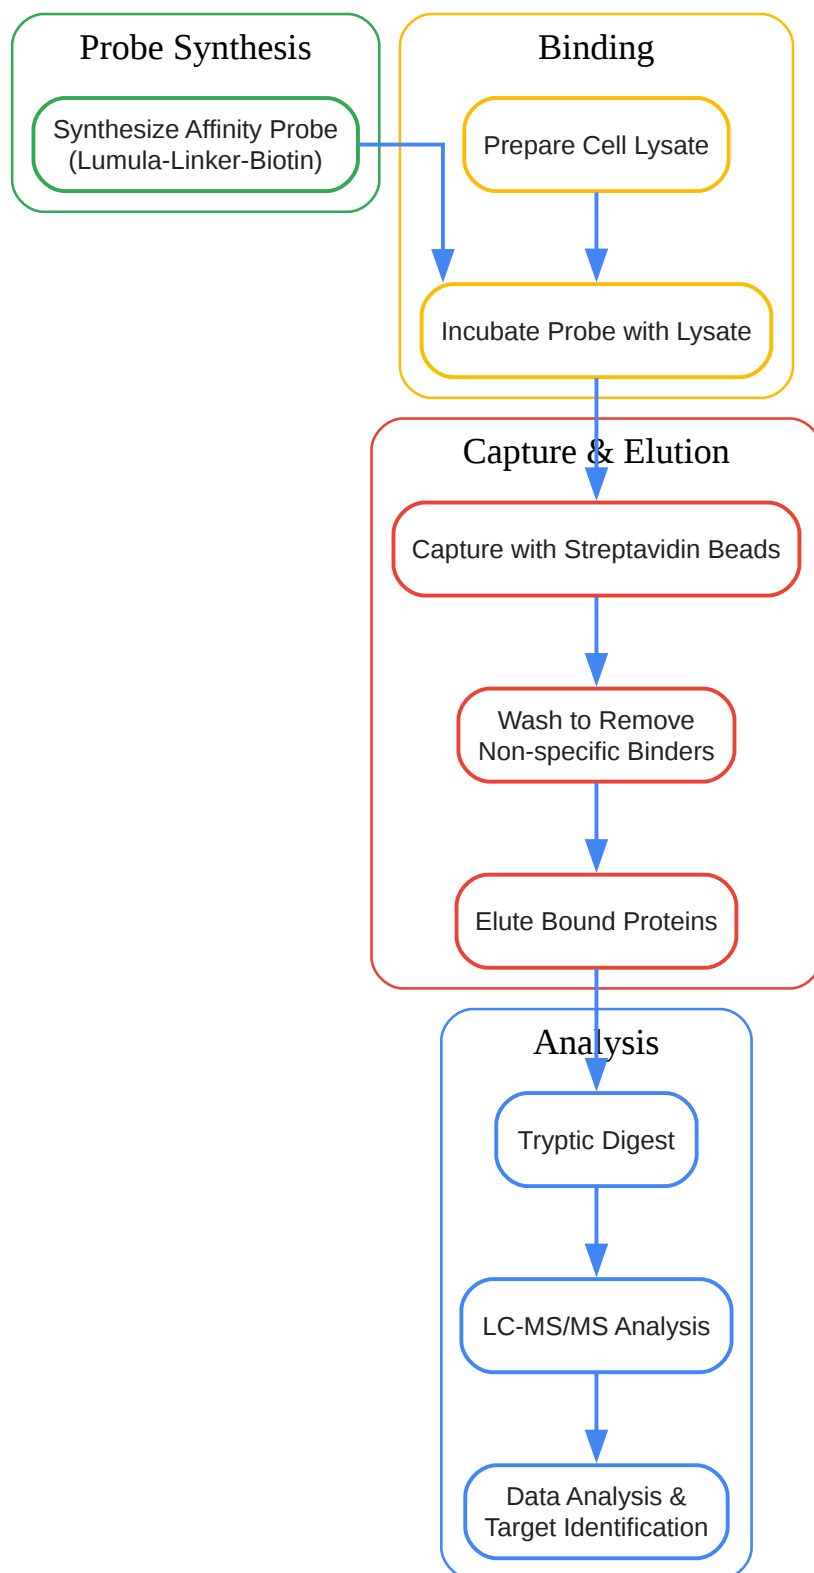 Probe Synthesis
Synthesize Affinity Probe
(Lumula-Linker-Biotin)
Binding
Prepare Cell Lysate
Incubate Probe with Lysate
Capture & Elution
Capture with Streptavidin Beads
Wash to Remove
Non-specific Binders
Elute Bound Proteins
Analysis
Tryptic Digest
LC-MS/MS Analysis
Data Analysis &
Target Identification